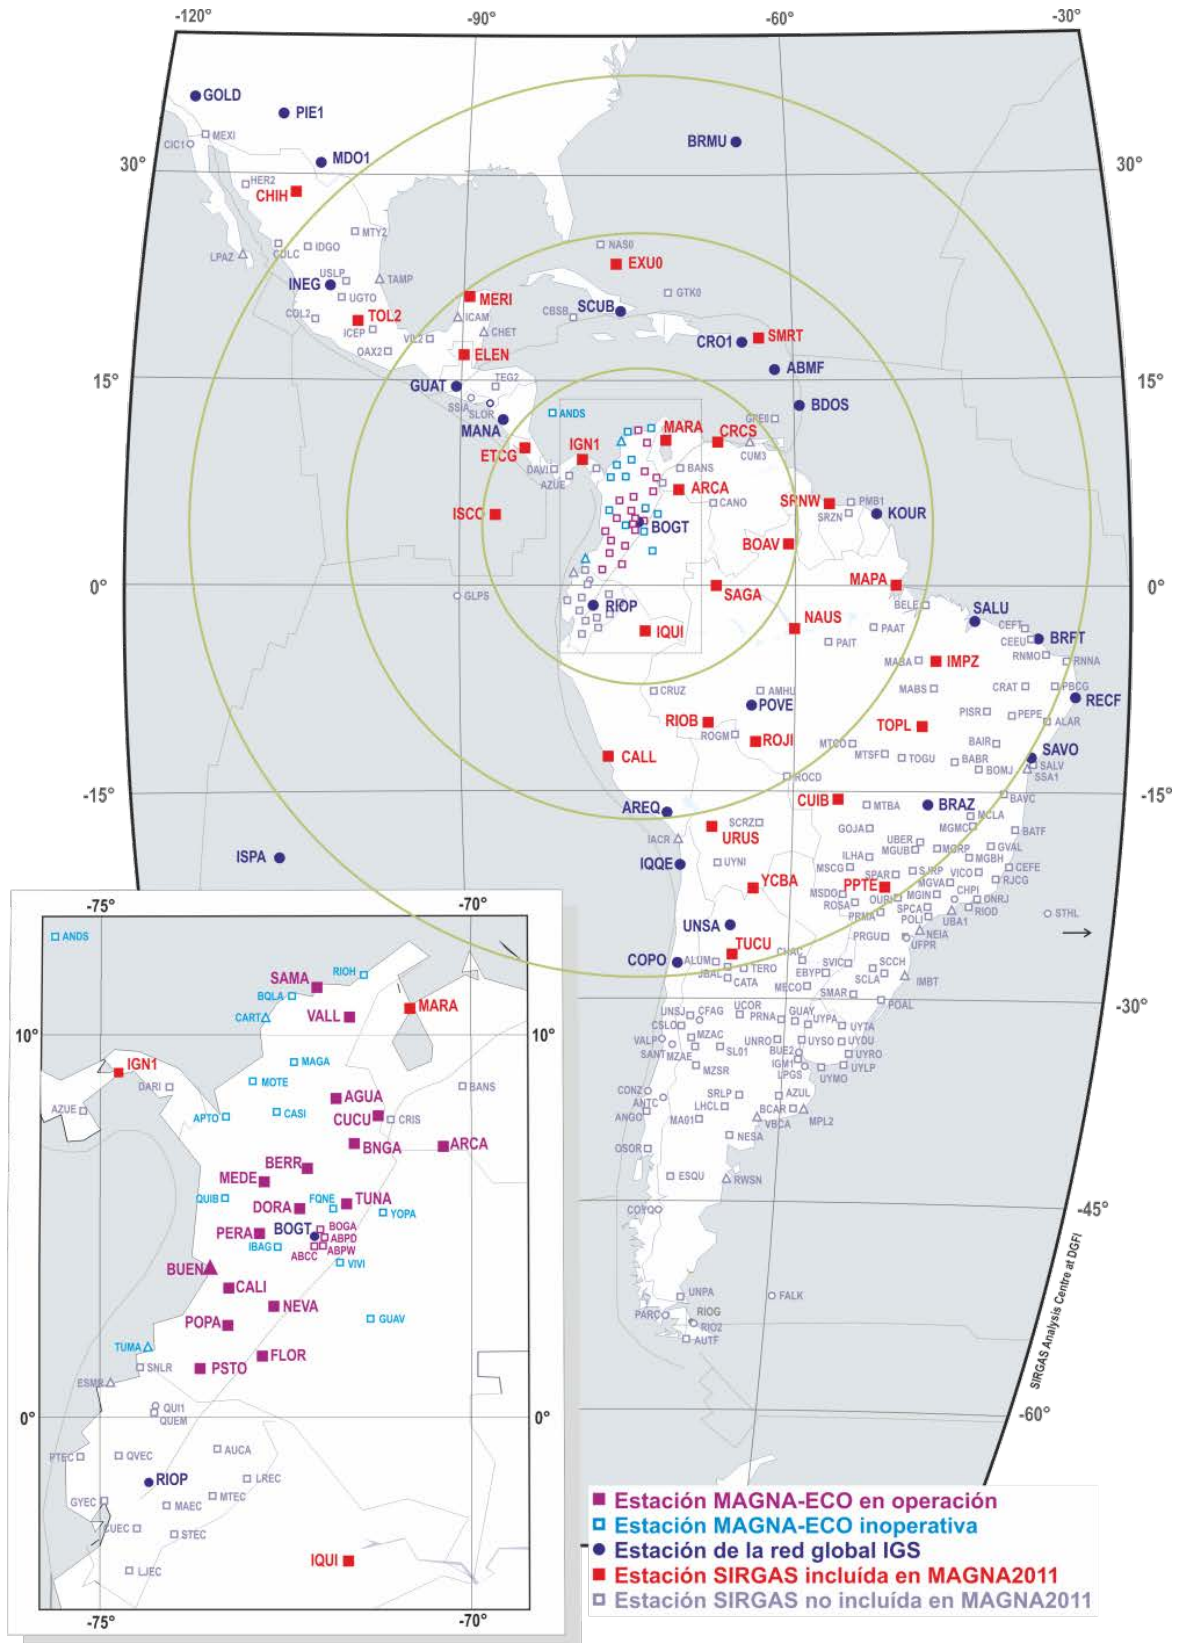 -120°
-90°
-60°
-30°
GOLD
PIE1
MEXI
CIC1
BRMU
MDO1
30°
30°
HER2
CHIH
MTY2
NAS0
IDGO
CULC
LPAZ
EXU0
USLP
TAMP
INEG
GTK0
UGTO
MERI
SCUB
CBSB
COL2
TOL2
ICAM
ICEP
CHET
VIL2
SMRT
CRO1
OAX2
ELEN
ABMF
15°
15°
TEG2
GUAT
SSIA
SLOR
BDOS
ANDS
GRE0
MANA
MARA
CRCS
IGN1
ETCG
CUM3
DAVI
BANS
AZUE
ARCA
CANO
SRNW
PMB1
SRZN
KOUR
ISCO
BOGT
BOAV
MAPA
0°
0°
GLPS
SAGA
RIOP
BELE
SALU
NAUS
IQUI
PAAT
CEFT
PAIT
CEEU
BRFT
RNMO
RNNA
MABA
IMPZ
CRUZ
AMHU
MABS
CRAT
PBCG
POVE
RECF
PISR
PEPE
RIOB
TOPL
ALAR
ROGM
ROJI
MTCO
BAIR
SAVO
CALL
MTSF
TOGU
BABR
BOMJ
SALV
SSA1
ROCD
-15°
-15°
CUIB
BAVC
AREQ
MTBA
BRAZ
MCLA
SCRZ
URUS
GOJA
MGMC
BATF
IACR
UBER
MGUB
MGRP
GVAL
ISPA
ILHA
MGBH
IQQE
UYNI
MSCG
SPAR
SJRP
VICO
CEFE
YCBA
PPTE
MGVA
RJCG
MSDO
OURI
MGIN
CHPI
ONRJ
ROSA
SPCA
RIOD
STHL
PRMA
POLI
UBA1
UNSA
PRGU
NEIA
UFPR
TUCU
CHAC
COPO
ALUM
TERO
SVIC
SCCH
JBAL
EBYP
IMBT
CATA
MECO
SCLA
SMAR
POAL
-30°
-30°
UCOR
UNSJ
CFAG
GUAY
CSLO
PRNA
UYPA
UYTA
VALP
MZAC
UNRO
UYSO
UYDU
SANT
MZAE
SL01
BUE2
UYRO
IGM1
MZSR
LPGS
UYLP
UYMO
CONZ
SRLP
AZUL
ANTC
LHCL
BCAR
ANGO
MPL2
MA01
VBCA
NESA
OSOR
ESQU
RWSN
-45°
COYQ
UNPA
FALK
PARC
RIOG
RIO2
AUTF
SIRGAS Analysis Centre at DGFI
-60°
-75°
-70°
ANDS
SAMA
RIOH
BQLA
MARA
CART
VALL
10°
10°
IGN1
MAGA
DARI
MOTE
BANS
AGUA
AZUE
CASI
APTO
CUCU
CRIS
BNGA
ARCA
BERR
MEDE
QUIB
FQNE
TUNA
DORA
YOPA
PERA
BOGT
BOGA
ABPD
IBAG
ABPW
ABCC
VIVI
BUEN
CALI
NEVA
POPA
GUAV
TUMA
FLOR
SNLR
PSTO
ESMR
QUI1
QUEM
0°
0°
AUCA
PTEC
QVEC
RIOP
LREC
GYEC
MTEC
MAEC
CUEC
STEC
IQUI
LJEC
-75°
-70°
Estación MAGNA-ECO en operación
Estación MAGNA-ECO inoperativa
Estación de la red global IGS
Estación SIRGAS incluída en MAGNA2011
Estación SIRGAS no incluída en MAGNA2011